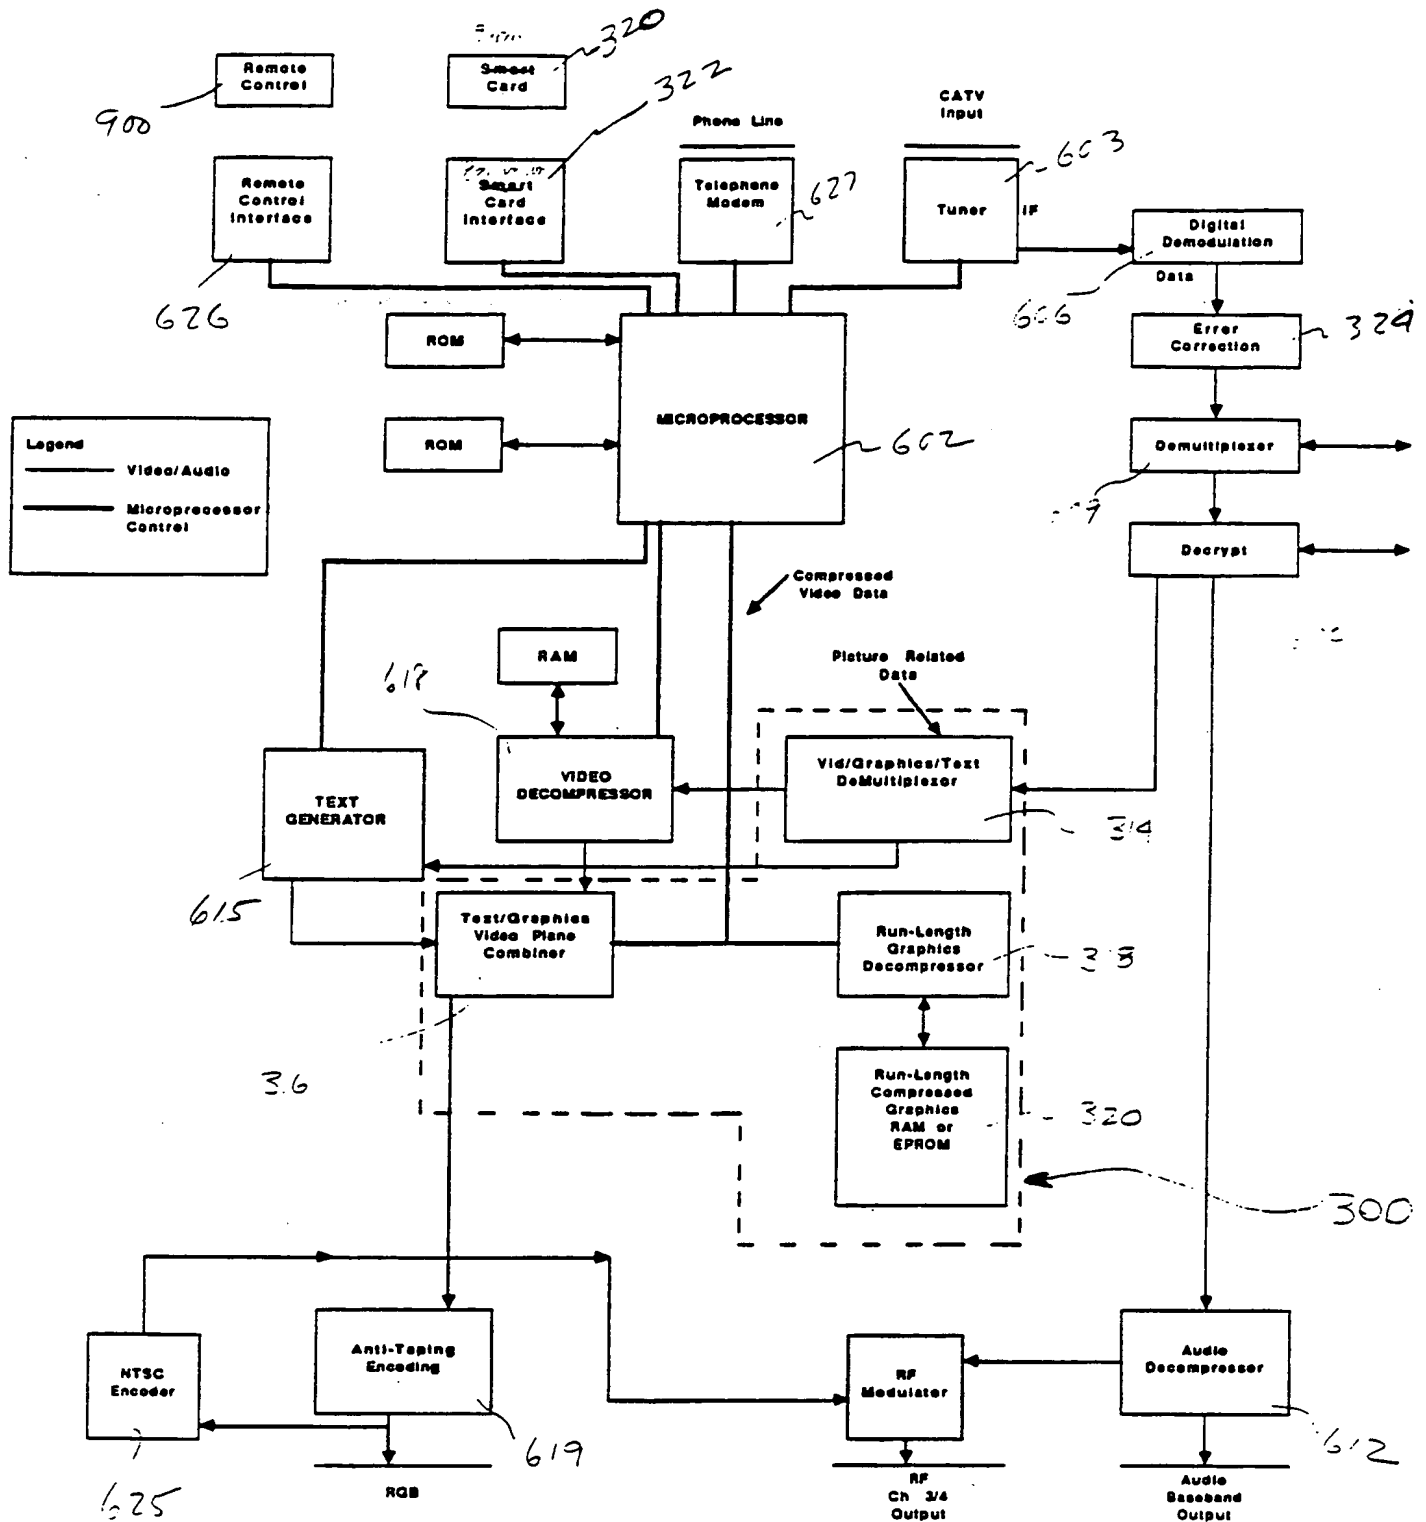 320
Remote
Control
Smart
Card
900
322
CATV
Input
Phone Line
603
Remote
Control
Interface
Smart
Card
Interface
Telephone
Modem
627
Tuner
IF
Digital
Demodulation
Data
626
606
ROM
Error
Correction
324
MICROPROCESSOR
602
ROM
Demultiplexer
Legend
Video/Audio
Microprocessor
Control
Decrypt
Compressed
Video Data
RAM
Picture Related
Data
618
VIDEO
DECOMPRESSOR
Vid/Graphics/Text
DeMultiplexor
314
TEXT
GENERATOR
615
Text/Graphics
Video Plane
Combiner
Run-Length
Graphics
Decompressor
Run-Length
Compressed
Graphics
RAM or
EPROM
320
300
NTSC
Encoder
Anti-Taping
Encoding
RF
Modulator
Audio
Decompressor
625
619
612
RGB
RF
Ch 3/4
Output
Audio
Baseband
Output